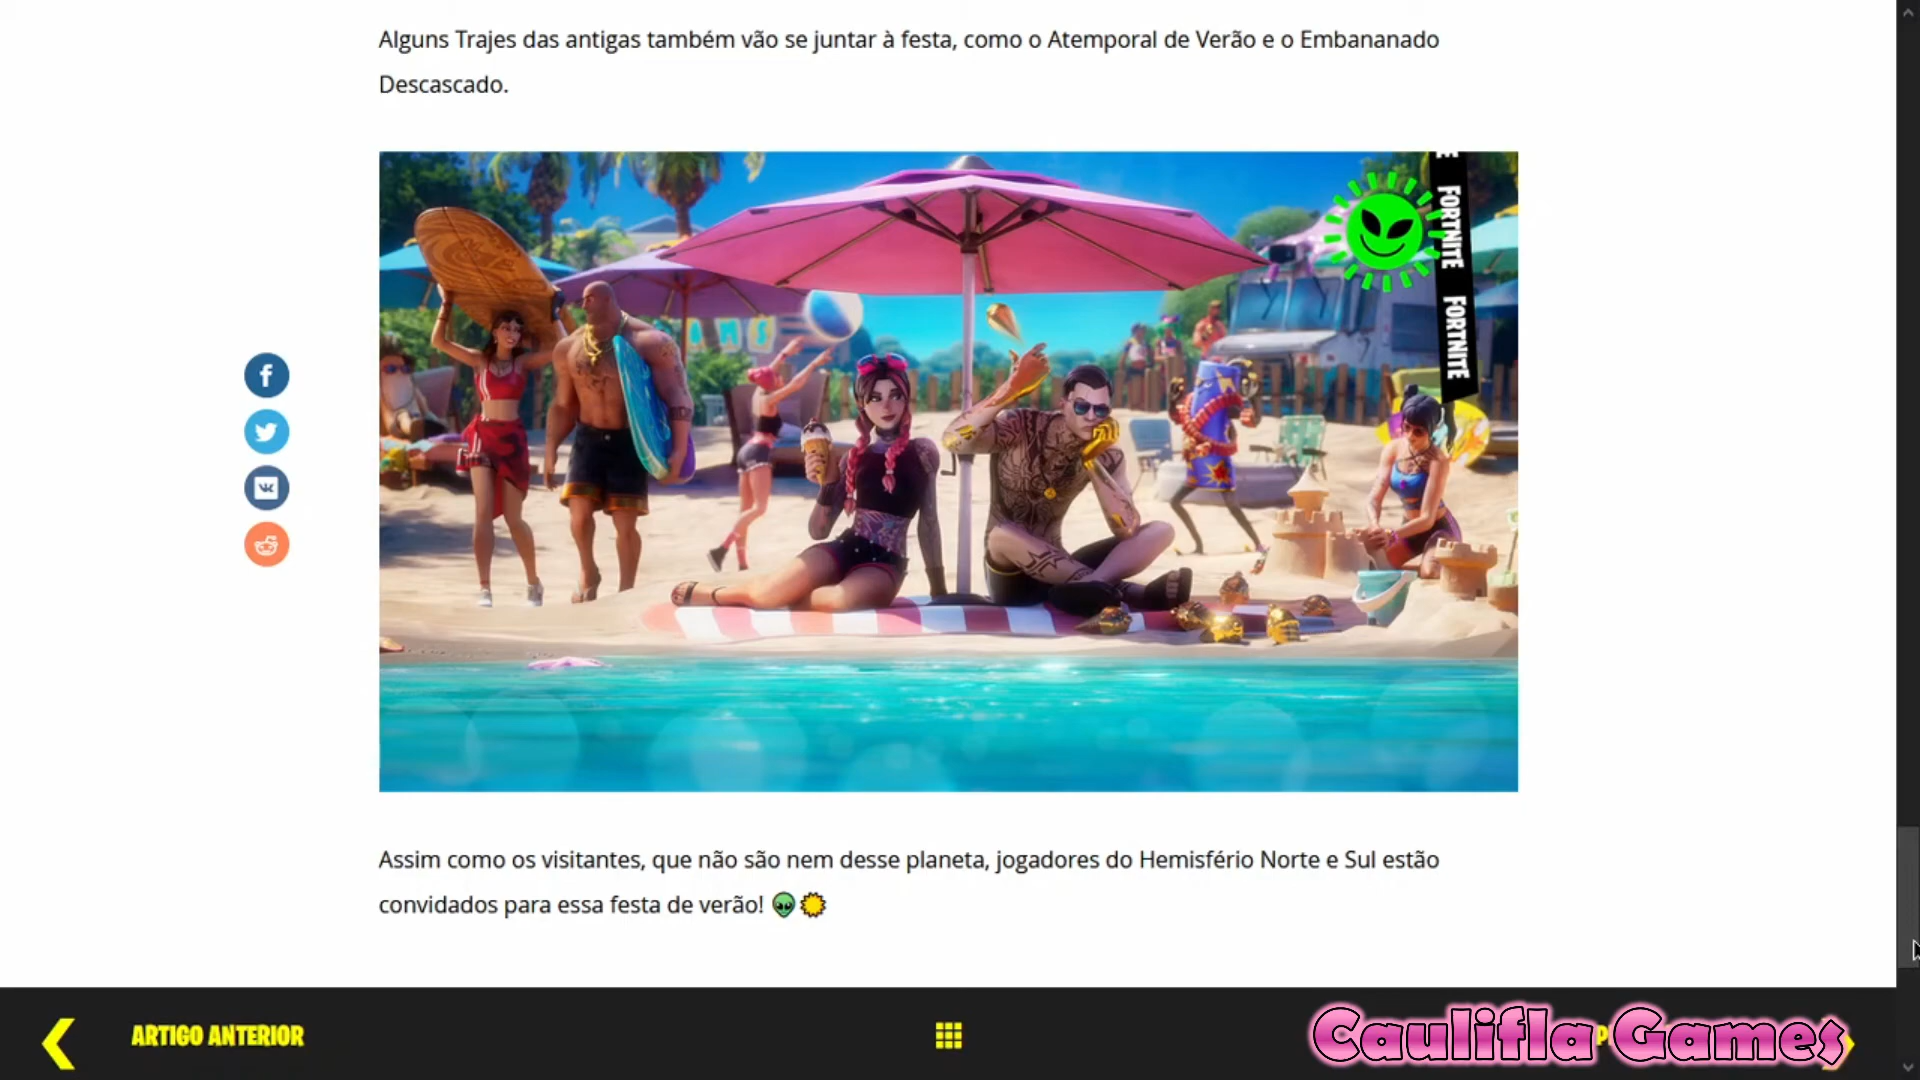 Alguns Trajes das antigas também vão se juntar à festa, como o Atemporal de Verão e o Embananado
Descascado.
FORTNITE
FORTNITE
Assim como os visitantes, que não são nem desse planeta, jogadores do Hemisfério Norte e Sul estão
convidados para essa festa de verão! 👽☀
ARTIGO ANTERIOR
Caulifla Games